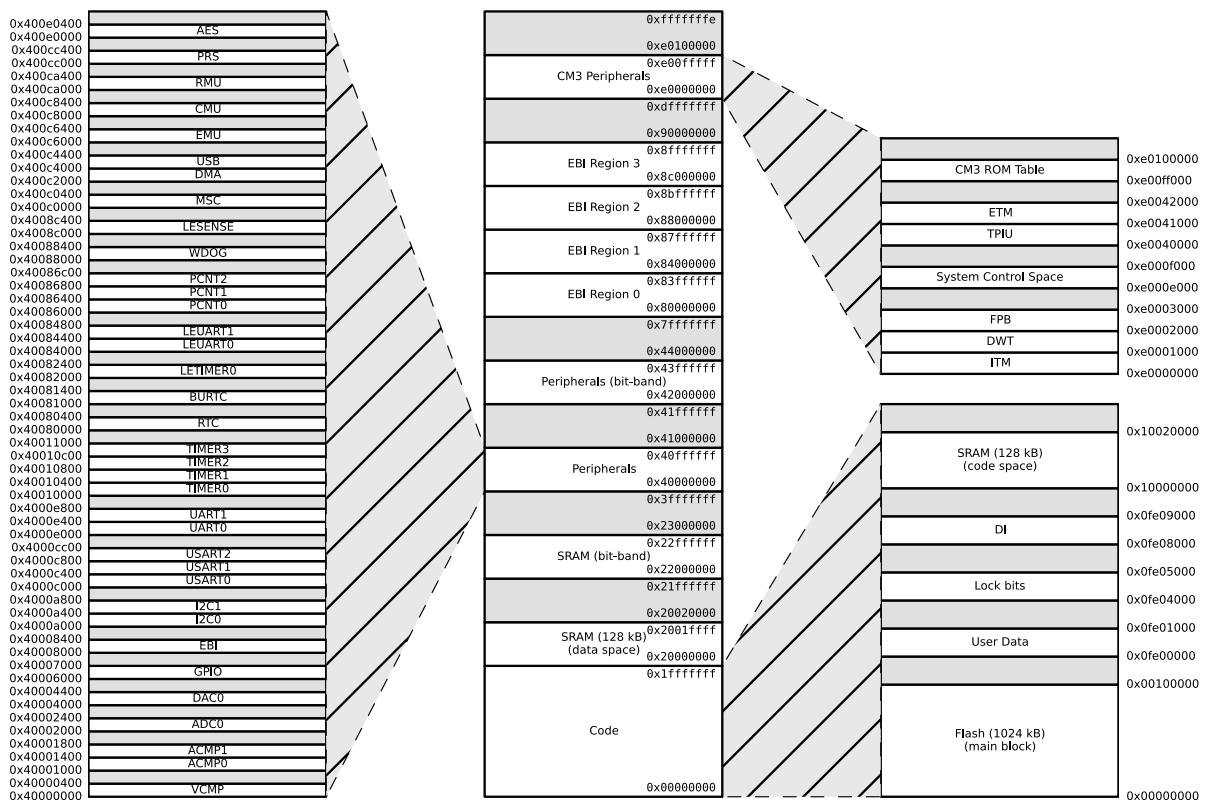 0x400e0400
AES
0x400e0000
0x400cc400
PRS
0x400cc000
0x400ca400
RMU
0x400ca000
0x400c8400
CMU
0x400c8000
0x400c6400
EMU
0x400c6000
0x400c4400
USB
0x400c4000
DMA
0x400c2000
0x400c0400
MSC
0x400c0000
0x4008c400
LESENSE
0x4008c000
0x40088400
WDOG
0x40088000
0x40086c00
PCNT2
0x40086800
PCNT1
0x40086400
PCNT0
0x40086000
0x40084800
LEUART1
0x40084400
LEUART0
0x40084000
0x40082400
LETIMER0
0x40082000
0x40081400
BURTC
0x40081000
0x40080400
RTC
0x40080000
0x40011000
TIMER3
0x40010c00
TIMER2
0x40010800
TIMER1
0x40010400
TIMER0
0x40010000
0x4000e800
UART1
0x4000e400
UART0
0x4000e000
0x4000cc00
USART2
0x4000c800
USART1
0x4000c400
USART0
0x4000c000
0x4000a800
I2C1
0x4000a400
I2C0
0x4000a000
0x40008400
EBI
0x40008000
0x40007000
GPIO
0x40006000
0x40004400
DAC0
0x40004000
0x40002400
ADC0
0x40002000
0x40001800
ACMP1
0x40001400
ACMP0
0x40001000
0x40000400
VCMP
0x40000000
0xfffffffe
0xe0100000
0xe00fffff
CM3 Peripherals
0xe0000000
0xdfffffff
0x90000000
0x8fffffff
EBI Region 3
0x8c000000
0x8bffffff
EBI Region 2
0x88000000
0x87ffffff
EBI Region 1
0x84000000
0x83ffffff
EBI Region 0
0x80000000
0x7fffffff
0x44000000
0x43ffffff
Peripherals (bit-band)
0x42000000
0x41ffffff
0x41000000
0x40ffffff
Peripherals
0x40000000
0x3fffffff
0x23000000
0x22ffffff
SRAM (bit-band)
0x22000000
0x21ffffff
0x20020000
0x2001ffff
SRAM (128 kB)
(data space)
0x20000000
0x1fffffff
Code
0x00000000
0xe0100000
CM3 ROM Table
0xe00ff000
0xe0042000
ETM
0xe0041000
TPIU
0xe0040000
0xe000f000
System Control Space
0xe000e000
0xe0003000
FPB
0xe0002000
DWT
0xe0001000
ITM
0xe0000000
0x10020000
SRAM (128 kB)
(code space)
0x10000000
0x0fe09000
DI
0x0fe08000
0x0fe05000
Lock bits
0x0fe04000
0x0fe01000
User Data
0x0fe00000
0x00100000
Flash (1024 kB)
(main block)
0x00000000